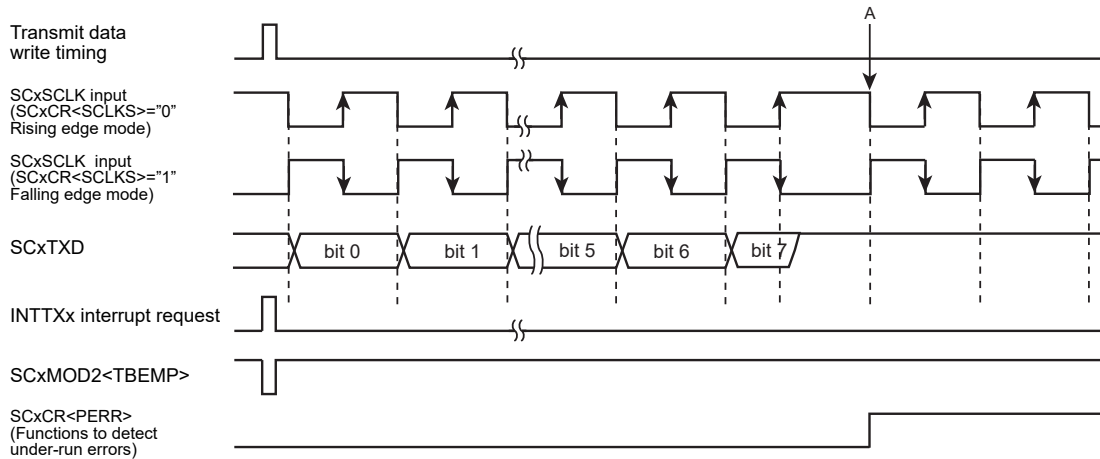 A
Transmit data
write timing
SCxSCLK input
(SCxCR<SCLKS>="0"
Rising edge mode)
SCxSCLK input
(SCxCR<SCLKS>="1"
Falling edge mode)
SCxTXD
bit 0 bit 1 bit 5 bit 6 bit 7
INTTXx interrupt request
SCxMOD2<TBEMP>
SCxCR<PERR>
(Functions to detect
under-run errors)